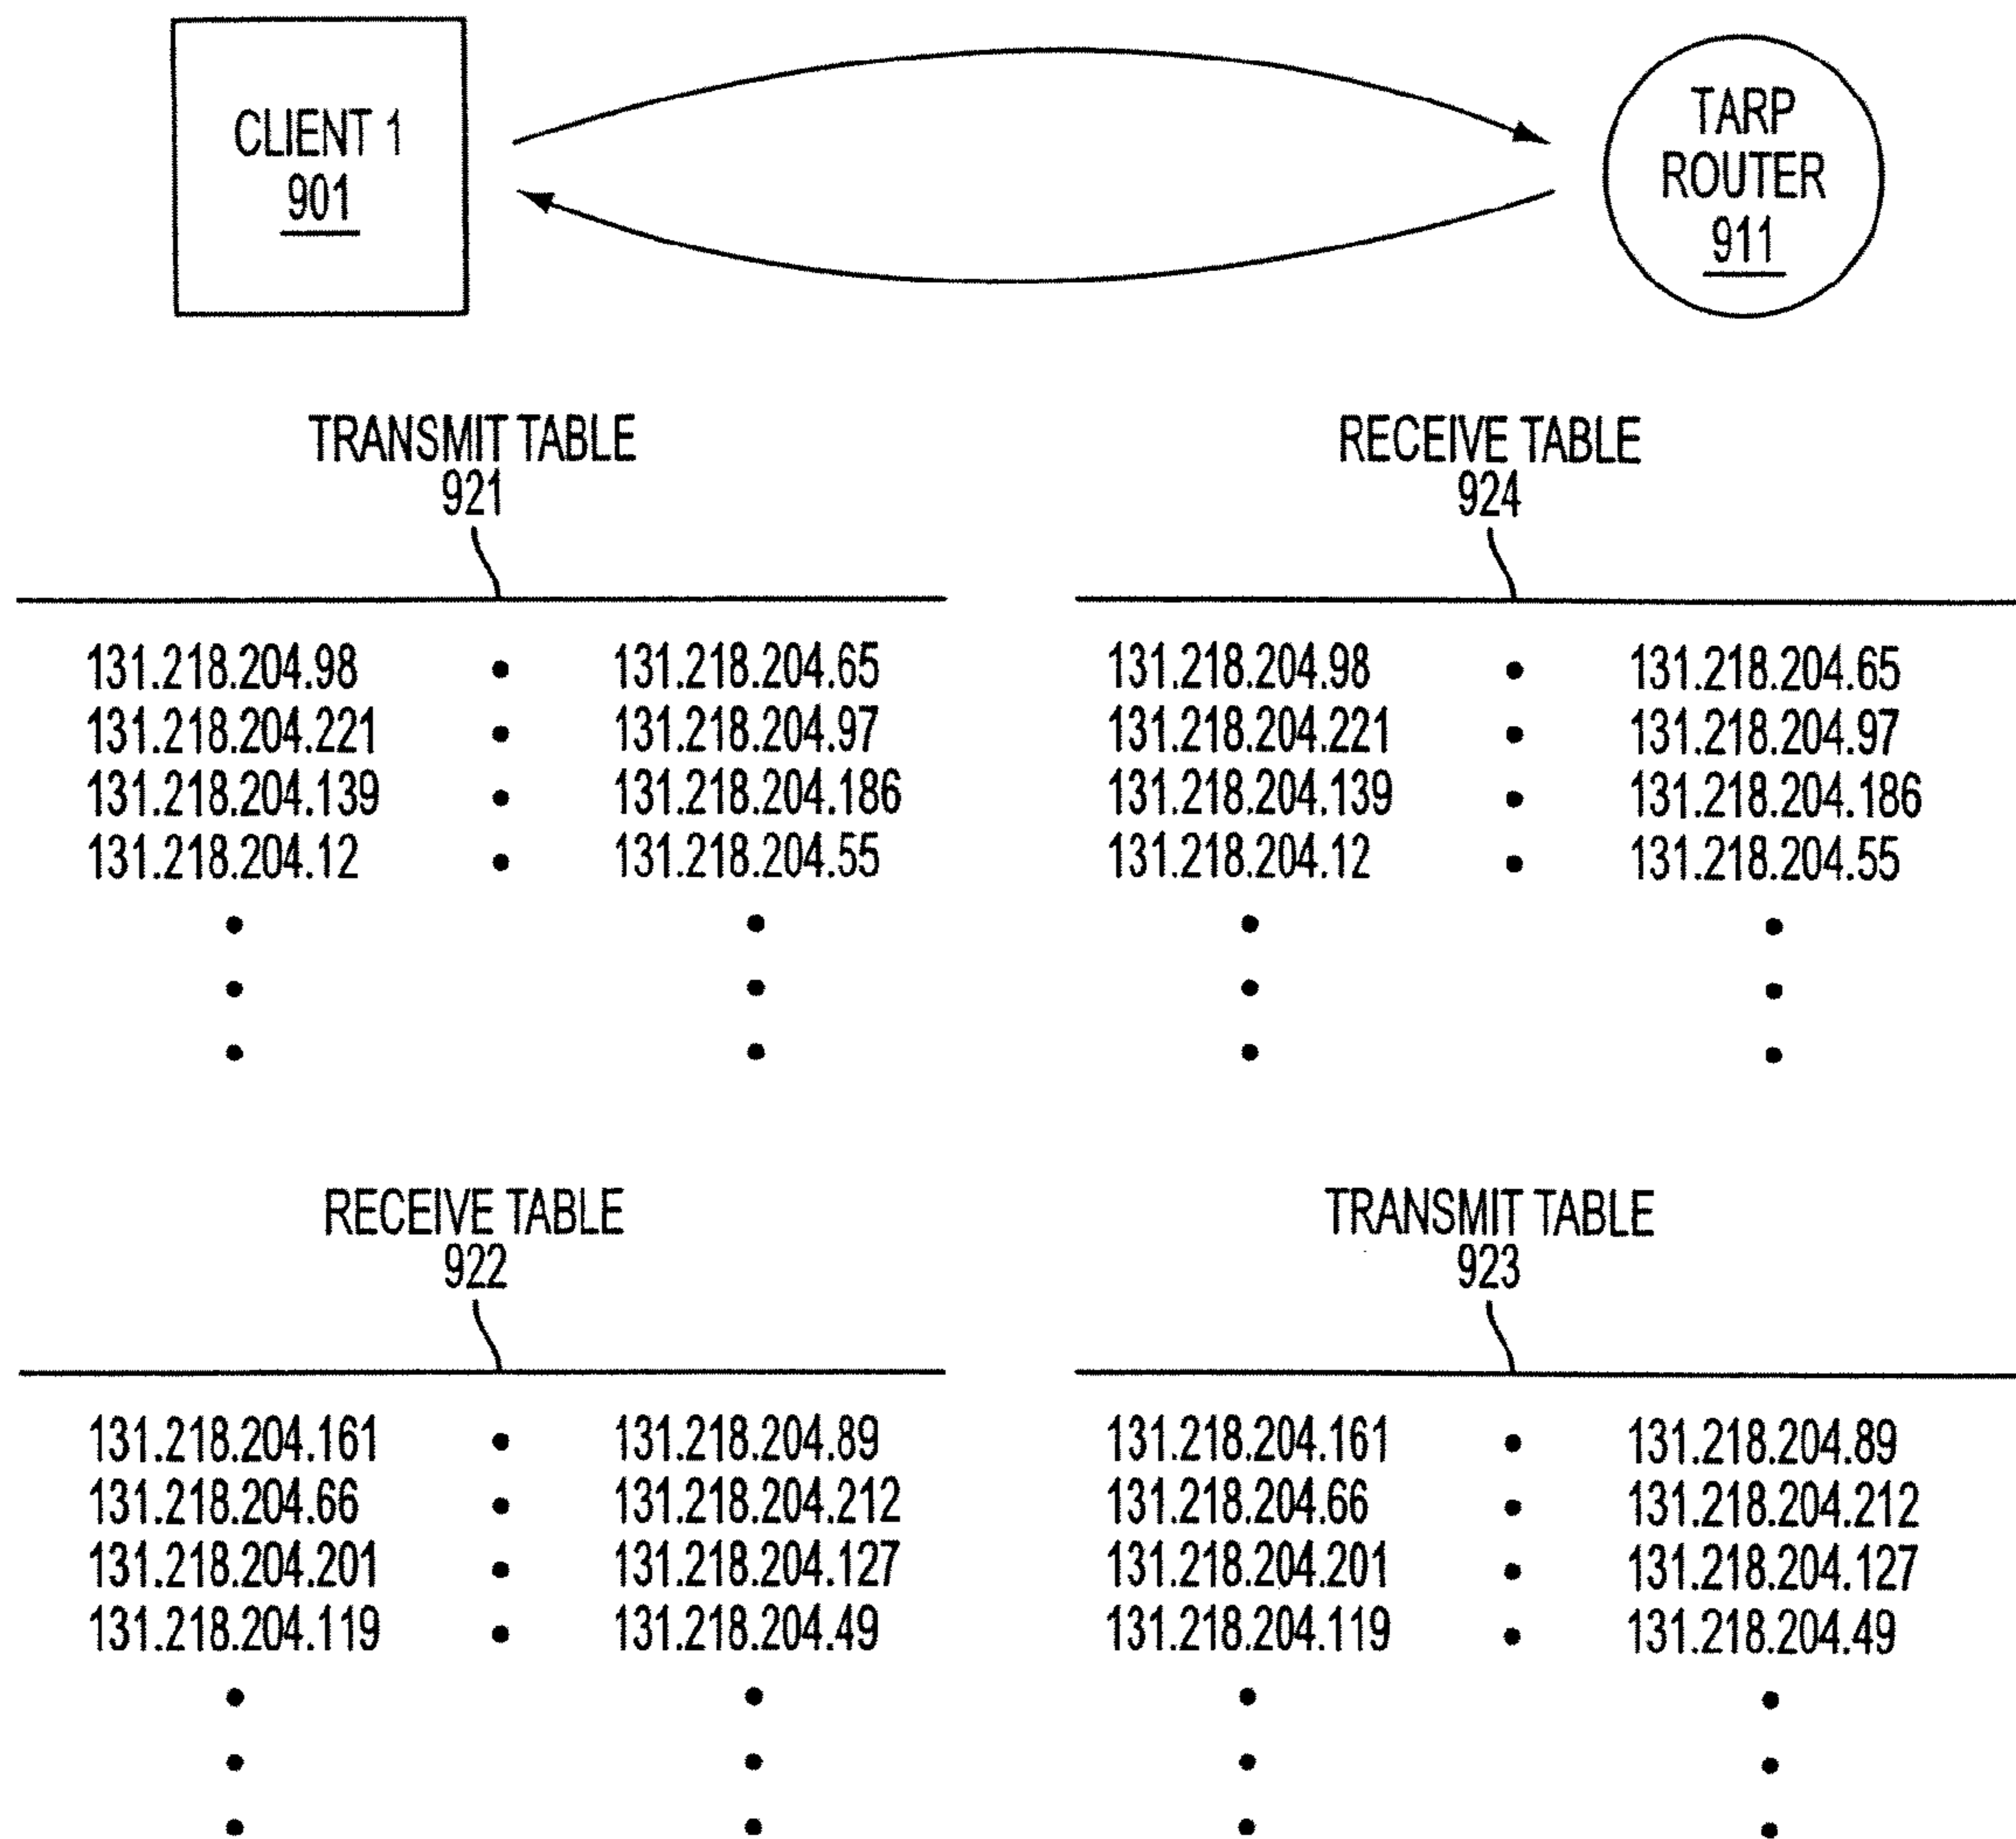 CLIENT 1
901
TARP
ROUTER
911
TRANSMIT TABLE
921
131.218.204.98 • 131.218.204.65
131.218.204.221 • 131.218.204.97
131.218.204.139 • 131.218.204.186
131.218.204.12 • 131.218.204.55
RECEIVE TABLE
924
131.218.204.98 • 131.218.204.65
131.218.204.221 • 131.218.204.97
131.218.204.139 • 131.218.204.186
131.218.204.12 • 131.218.204.55
RECEIVE TABLE
922
131.218.204.161 • 131.218.204.89
131.218.204.66 • 131.218.204.212
131.218.204.201 • 131.218.204.127
131.218.204.119 • 131.218.204.49
TRANSMIT TABLE
923
131.218.204.161 • 131.218.204.89
131.218.204.66 • 131.218.204.212
131.218.204.201 • 131.218.204.127
131.218.204.119 • 131.218.204.49